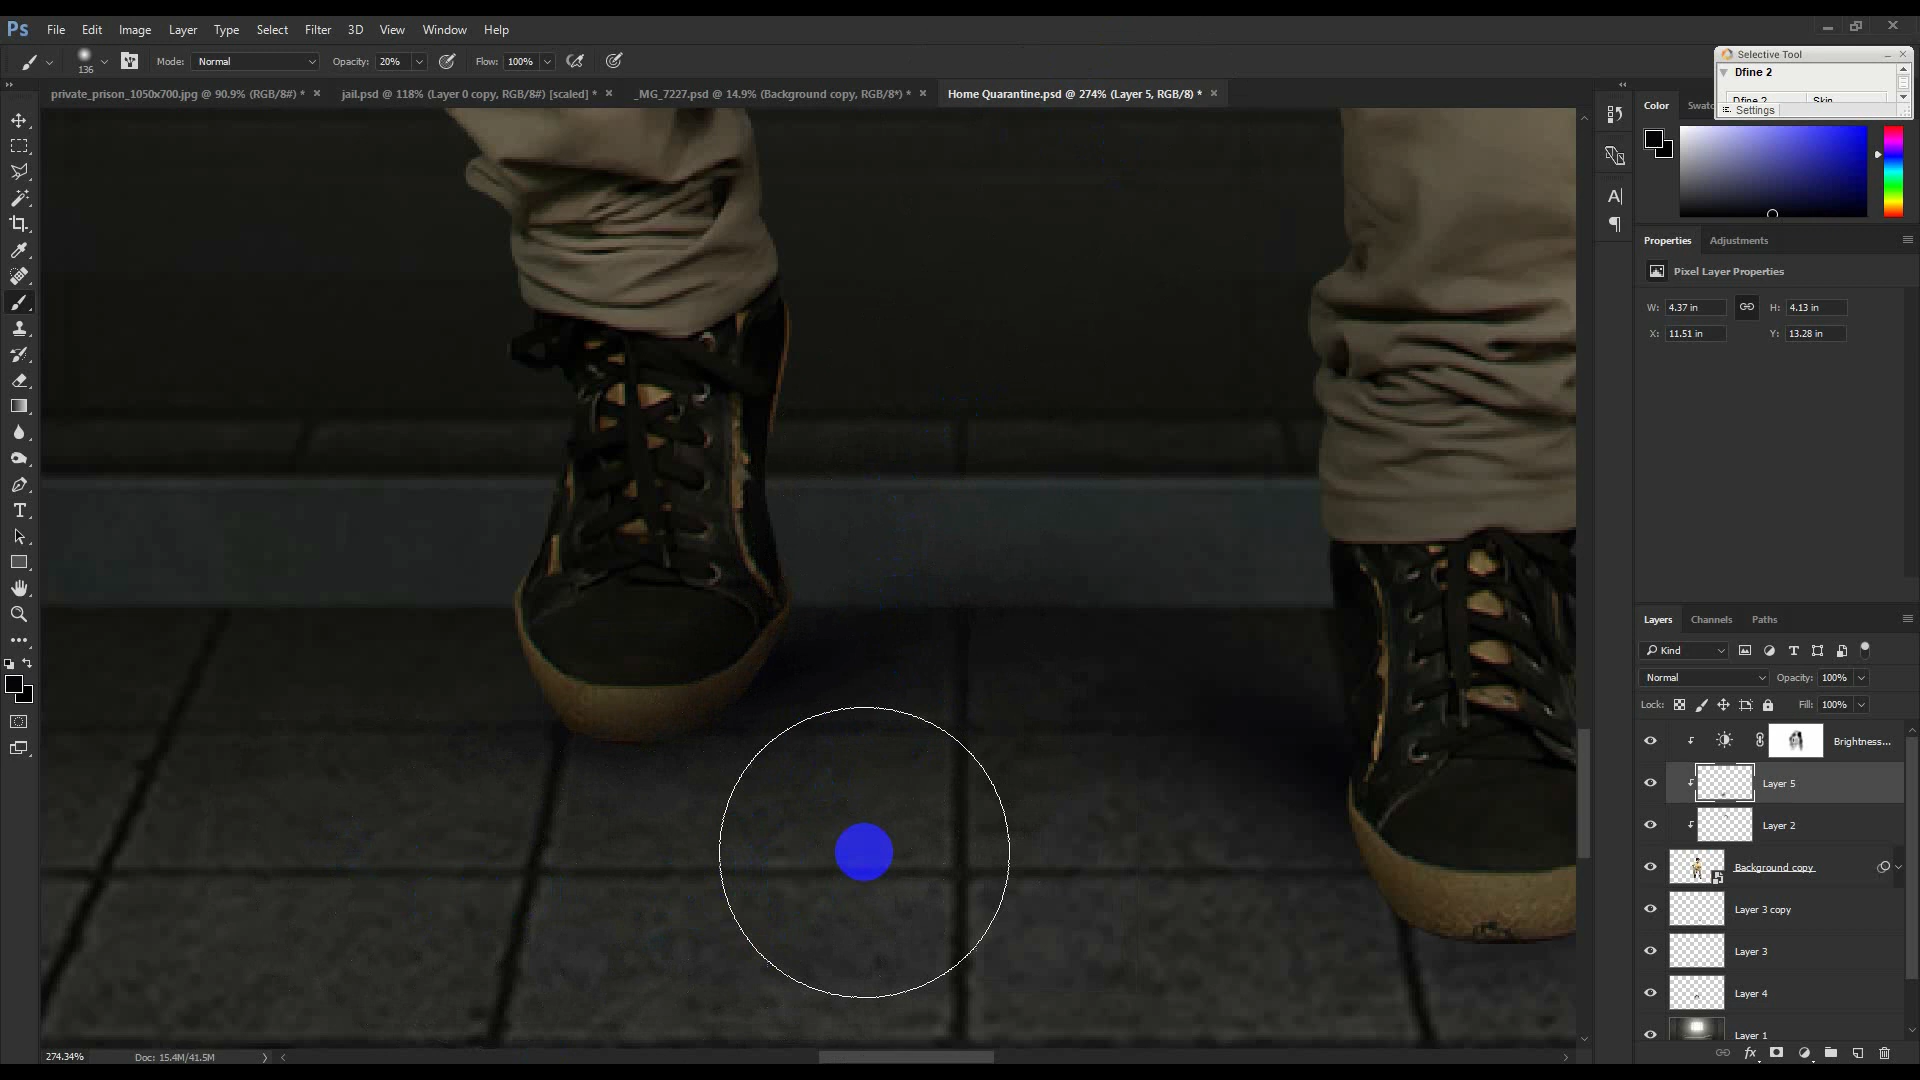 Ps File Edit Image Layer Type Select Filter 3D View Window Help
136 Mode: Normal Opacity: 20% Flow: 100%
Selective Tool
Dfine 2
Dfine 2 Skin
Settings
private_prison_1050x700.jpg @ 90.9% (RGB/8#) * × jail.psd @ 118% (Layer 0 copy, RGB/8#) [scaled] * × _MG_7227.psd @ 14.9% (Background copy, RGB/8*) * × Home Quarantine.psd @ 274% (Layer 5, RGB/8) * ×
Color Swatc
Properties Adjustments
Pixel Layer Properties
W: 4.37 in H: 4.13 in
X: 11.51 in Y: 13.28 in
Layers Channels Paths
Kind
Normal Opacity: 100%
Lock: Fill: 100%
Brightness...
Layer 5
Layer 2
Background copy
Layer 3 copy
Layer 3
Layer 4
Layer 1
274.34% Doc: 15.4M/41.5M